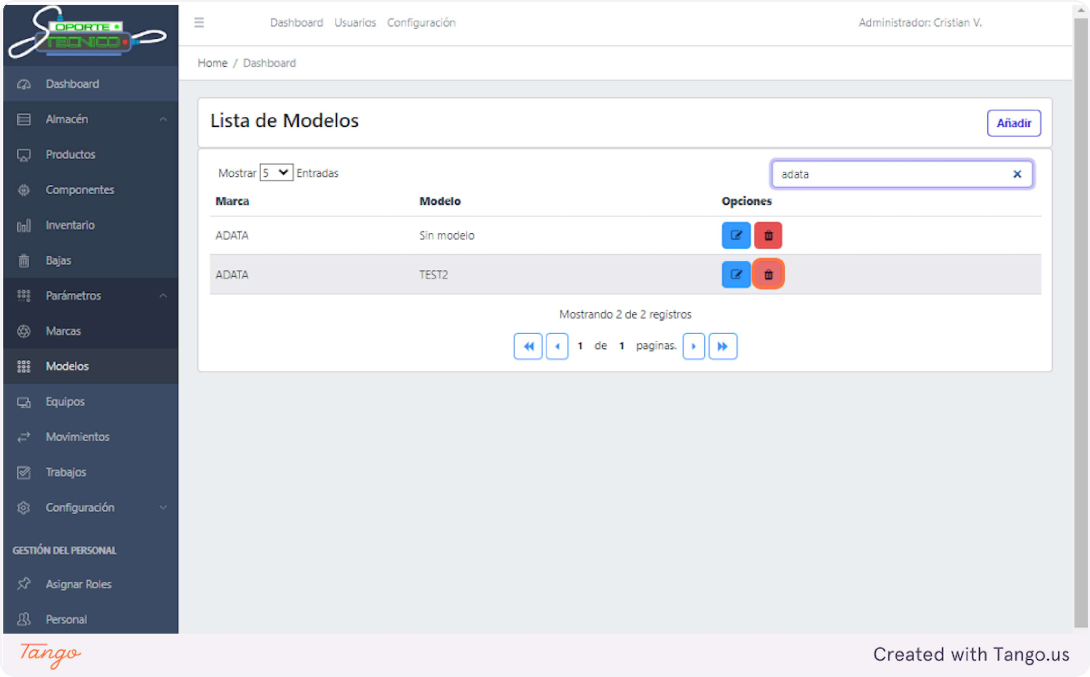 SOPORTE
TECNICO
Dashboard Usuarios Configuración
Administrador: Cristian V.
Home / Dashboard
Dashboard
Almacén
Productos
Componentes
Inventario
Bajas
Parámetros
Marcas
Modelos
Equipos
Movimientos
Trabajos
Configuración
GESTIÓN DEL PERSONAL
Asignar Roles
Personal
Lista de Modelos
Añadir
Mostrar 5 Entradas
adata
Marca Modelo Opciones
ADATA Sin modelo
ADATA TEST2
Mostrando 2 de 2 registros
1 de 1 paginas.
Tango
Created with Tango.us